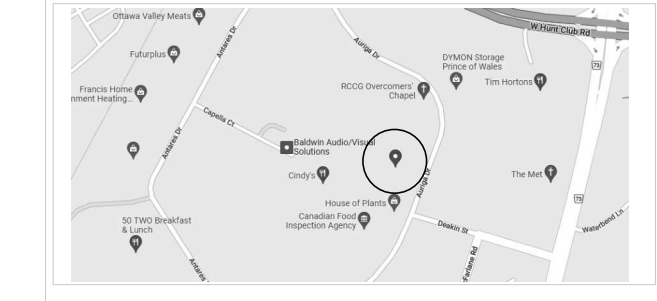 Ottawa Valley Meats
Antares Dr
Auriga Dr
W Hunt Club Rd
Futurplus
DYMON Storage
Prince of Wales
73
RCCG Overcomers'
Chapel
Tim Hortons
Francis Home
nment Heating...
Capella Ct
Antares Dr
Baldwin Audio/Visual
Solutions
Cindy's
Auriga Dr
The Met
House of Plants
73
Canadian Food
Inspection Agency
Deakin St
Waterbend Ln
50 TWO Breakfast
& Lunch
Antares
cFarlane Rd